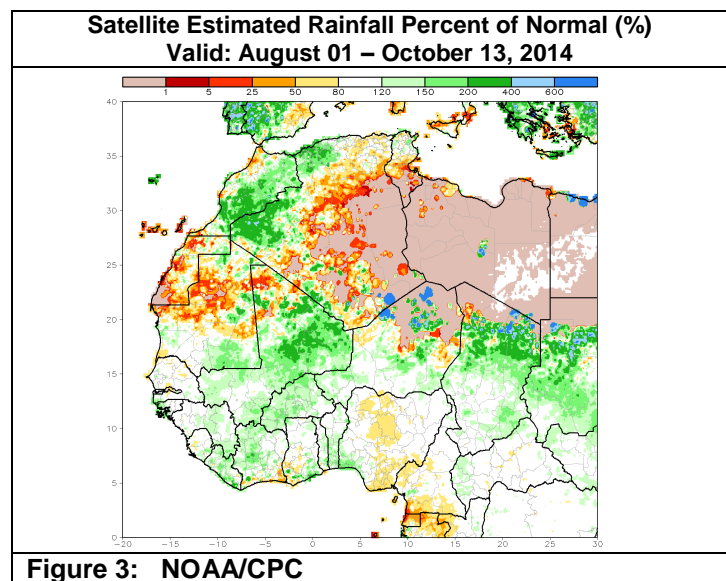 Satellite Estimated Rainfall Percent of Normal (%)
Valid: August 01 – October 13, 2014
1 5 25 50 80 120 150 200 400 600
40
35
30
25
20
15
10
5
0
-20 -15 -10 -5 0 5 10 15 20 25 30
Figure 3: NOAA/CPC